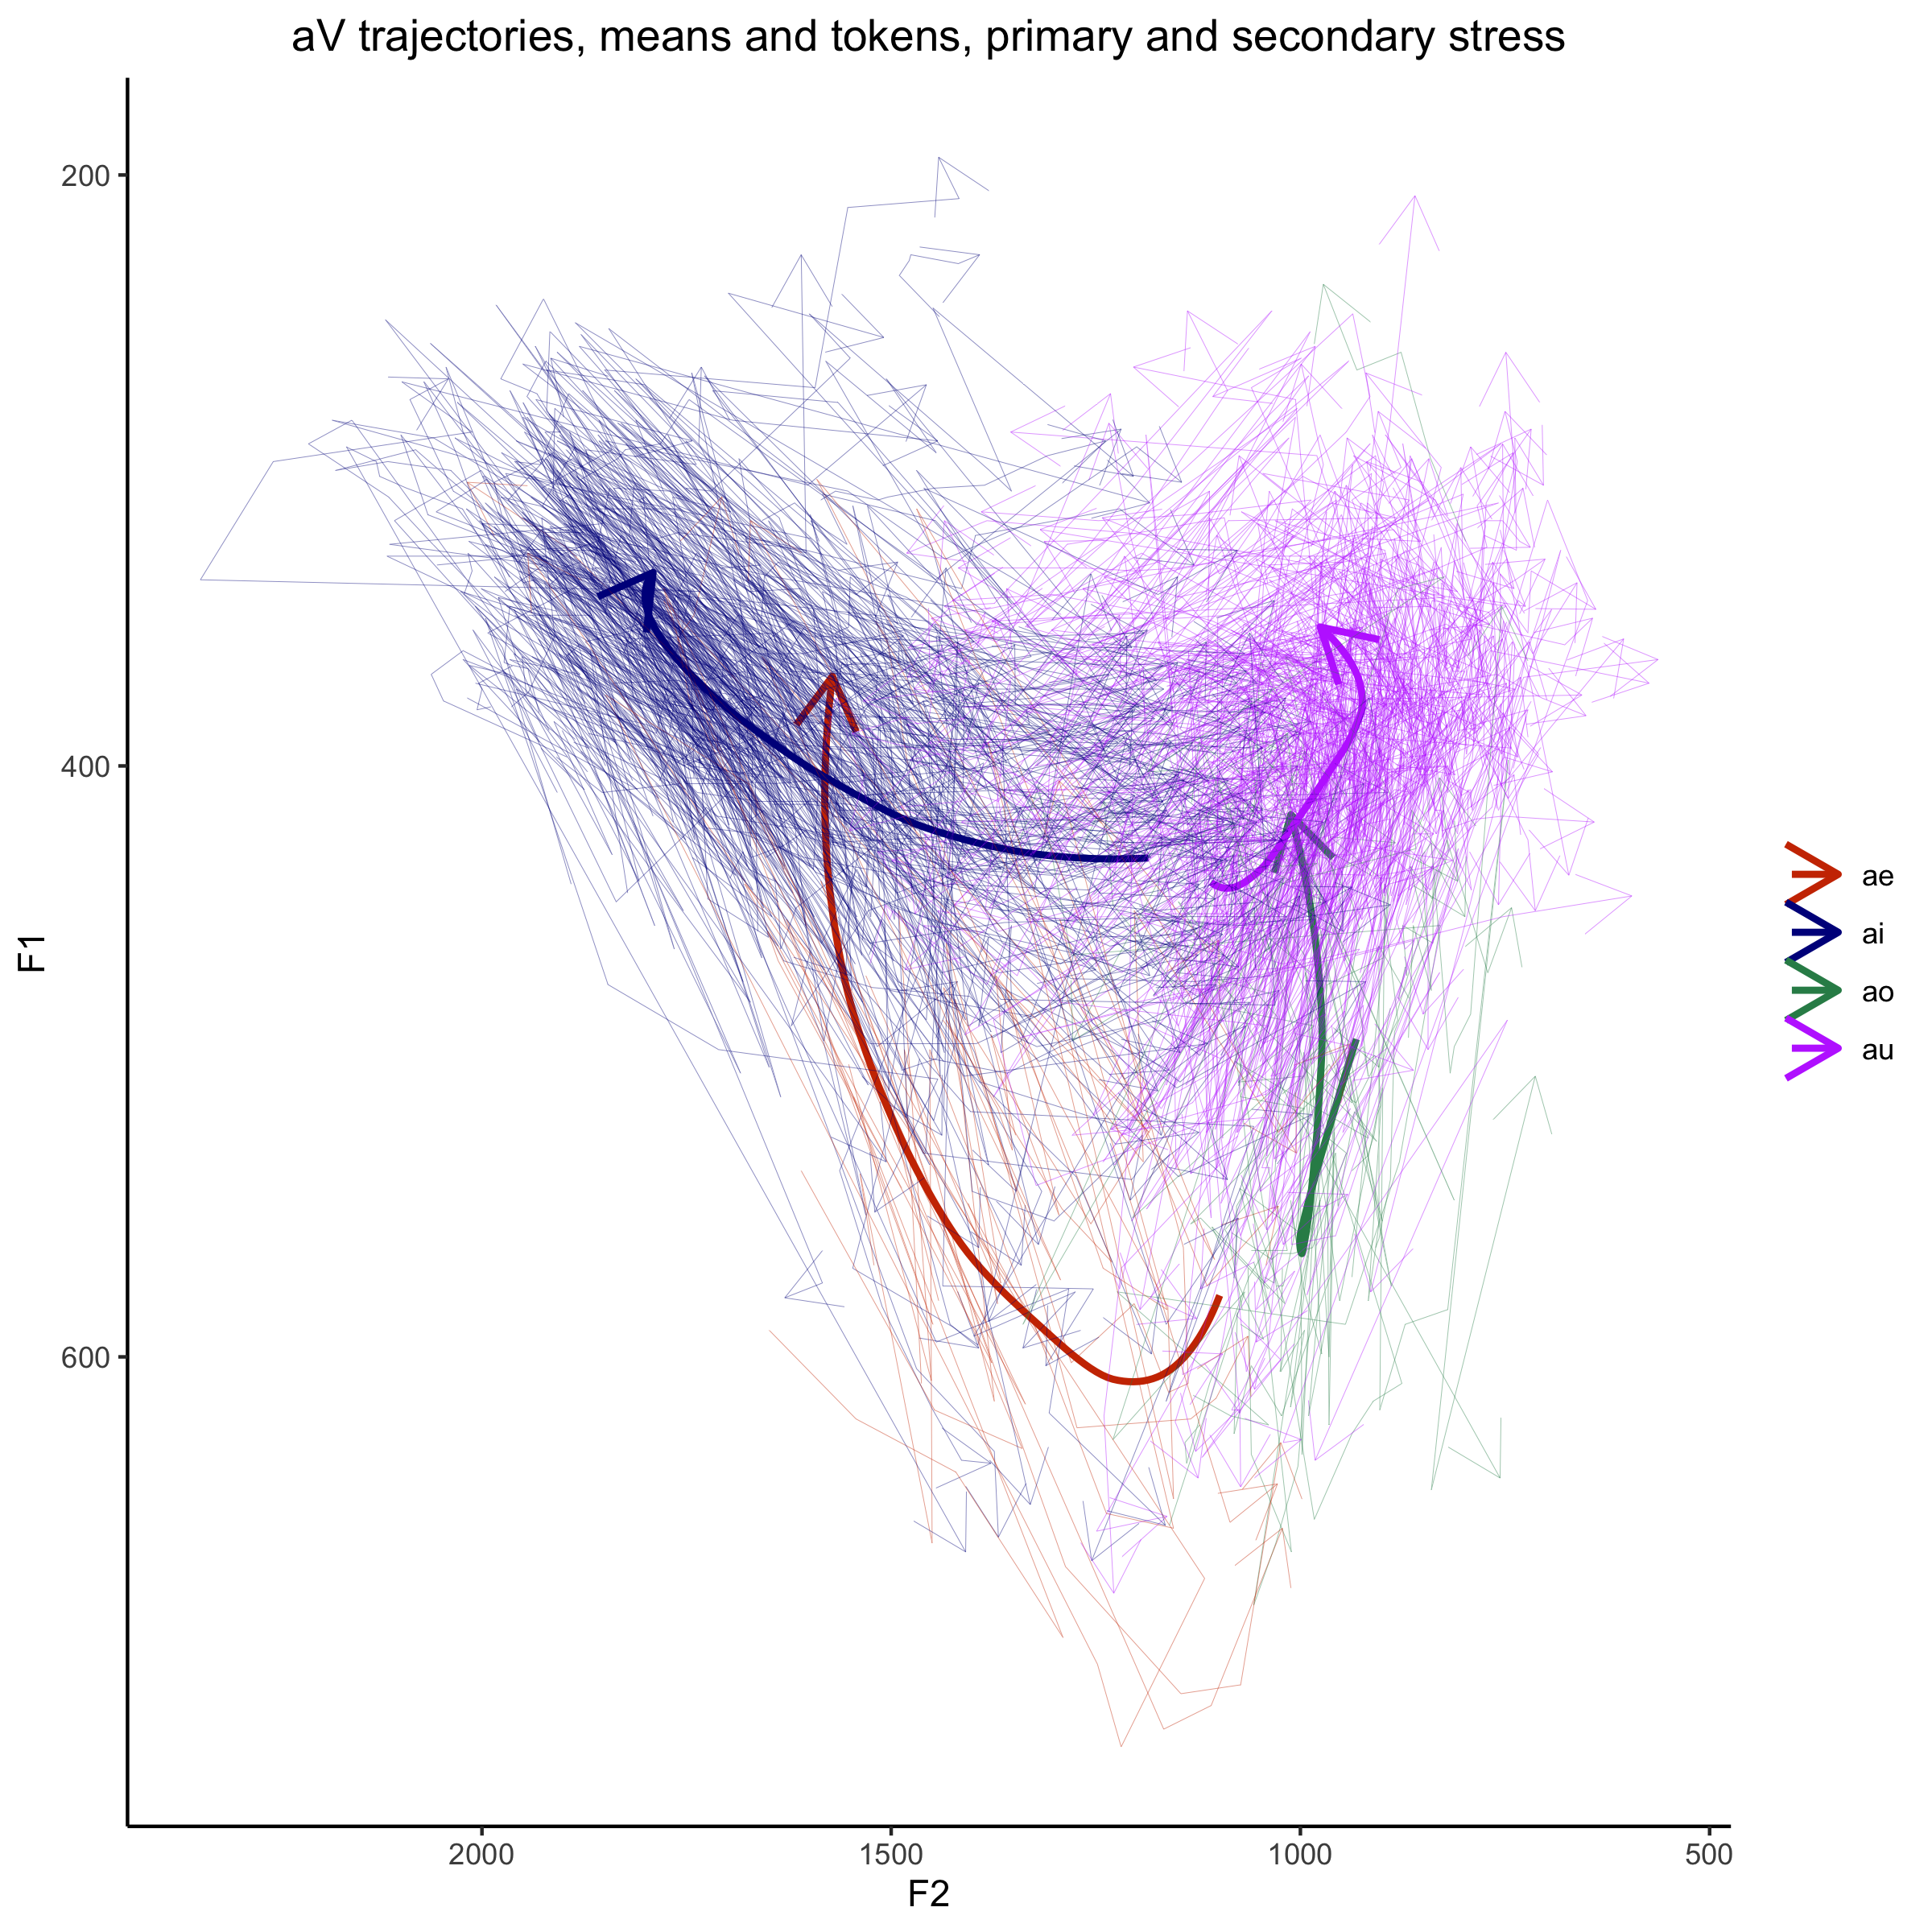 aV trajectories, means and tokens, primary and secondary stress
200
400
600
F1
2000 1500 1000 500
F2
ae
ai
ao
au